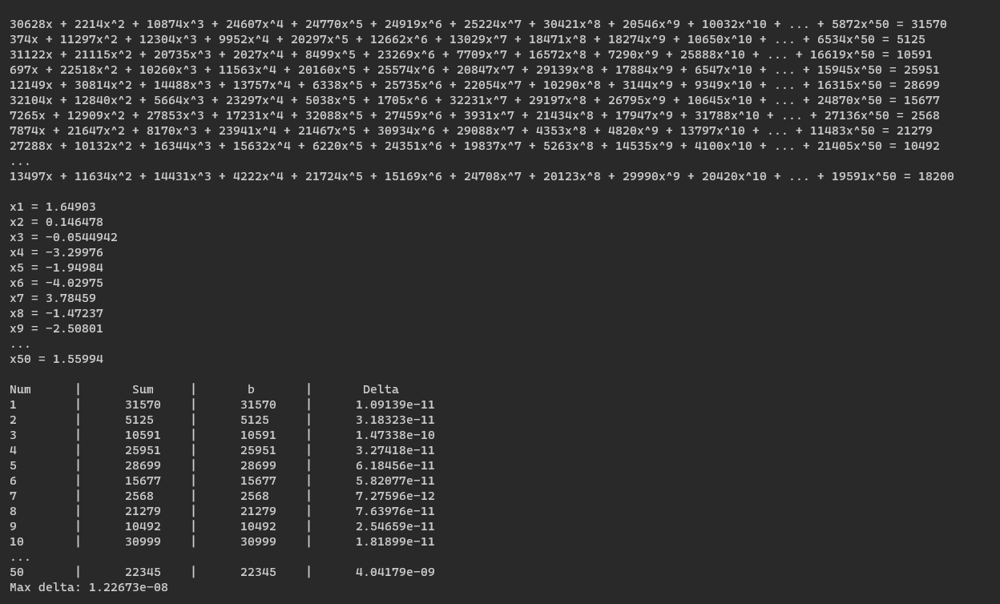 30628x + 2214x^2 + 10874x^3 + 24607x^4 + 24770x^5 + 24919x^6 + 25224x^7 + 30421x^8 + 20546x^9 + 10032x^10 + ... + 5872x^50 = 31570
374x + 11297x^2 + 12304x^3 + 9952x^4 + 20297x^5 + 12662x^6 + 13029x^7 + 18471x^8 + 18274x^9 + 10650x^10 + ... + 6534x^50 = 5125
31122x + 21115x^2 + 20735x^3 + 2027x^4 + 8499x^5 + 23269x^6 + 7709x^7 + 16572x^8 + 7290x^9 + 25888x^10 + ... + 16619x^50 = 10591
697x + 22518x^2 + 10260x^3 + 11563x^4 + 20160x^5 + 25574x^6 + 20847x^7 + 29139x^8 + 17884x^9 + 6547x^10 + ... + 15945x^50 = 25951
12149x + 30814x^2 + 14488x^3 + 13757x^4 + 6338x^5 + 25735x^6 + 22054x^7 + 10290x^8 + 3144x^9 + 9349x^10 + ... + 16315x^50 = 28699
32104x + 12840x^2 + 5664x^3 + 23297x^4 + 5038x^5 + 1705x^6 + 32231x^7 + 29197x^8 + 26795x^9 + 10645x^10 + ... + 24870x^50 = 15677
7265x + 12909x^2 + 27853x^3 + 17231x^4 + 32088x^5 + 27459x^6 + 3931x^7 + 21434x^8 + 17947x^9 + 31788x^10 + ... + 27136x^50 = 2568
7874x + 21647x^2 + 8170x^3 + 23941x^4 + 21467x^5 + 30934x^6 + 29088x^7 + 4353x^8 + 4820x^9 + 13797x^10 + ... + 11483x^50 = 21279
27288x + 10132x^2 + 16344x^3 + 15632x^4 + 6220x^5 + 24351x^6 + 19837x^7 + 5263x^8 + 14535x^9 + 4100x^10 + ... + 21405x^50 = 10492
...
13497x + 11634x^2 + 14431x^3 + 4222x^4 + 21724x^5 + 15169x^6 + 24708x^7 + 20123x^8 + 29990x^9 + 20420x^10 + ... + 19591x^50 = 18200
x1 = 1.64903
x2 = 0.146478
x3 = -0.0544942
x4 = -3.29976
x5 = -1.94984
x6 = -4.02975
x7 = 3.78459
x8 = -1.47237
x9 = -2.50801
...
x50 = 1.55994
Num | Sum | b | Delta
1 | 31570 | 31570 | 1.09139e-11
2 | 5125 | 5125 | 3.18323e-11
3 | 10591 | 10591 | 1.47338e-10
4 | 25951 | 25951 | 3.27418e-11
5 | 28699 | 28699 | 6.18456e-11
6 | 15677 | 15677 | 5.82077e-11
7 | 2568 | 2568 | 7.27596e-12
8 | 21279 | 21279 | 7.63976e-11
9 | 10492 | 10492 | 2.54659e-11
10 | 30999 | 30999 | 1.81899e-11
...
50 | 22345 | 22345 | 4.04179e-09
Max delta: 1.22673e-08